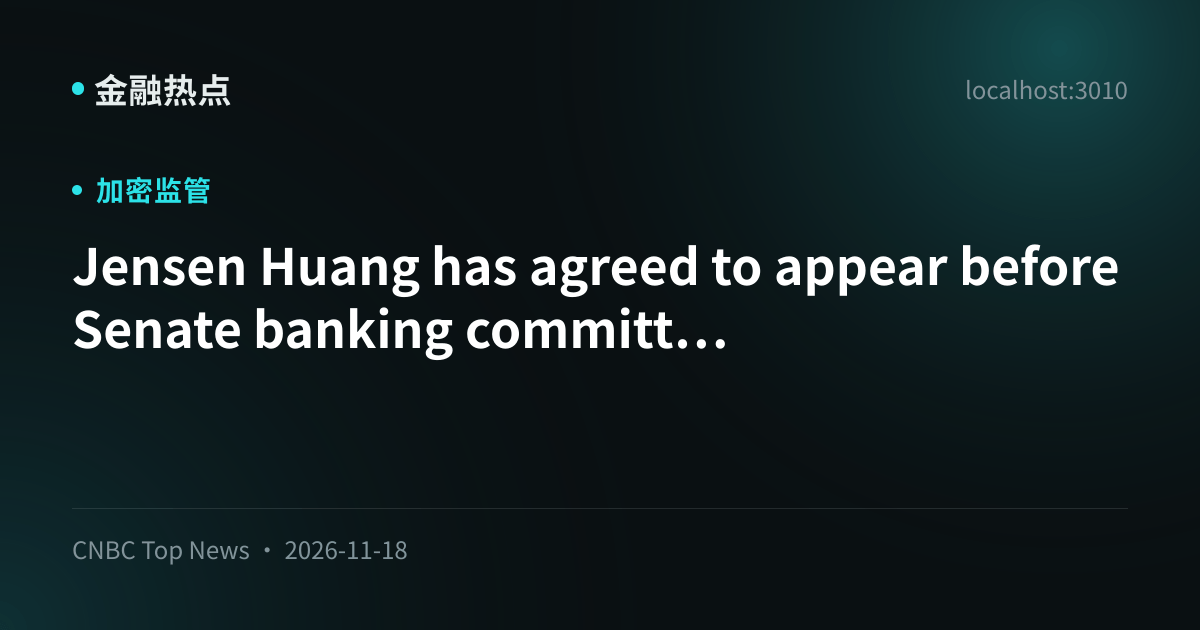 金融热点
localhost:3010
加密监管
Jensen Huang has agreed to appear before
Senate banking committ…
CNBC Top News · 2026-11-18